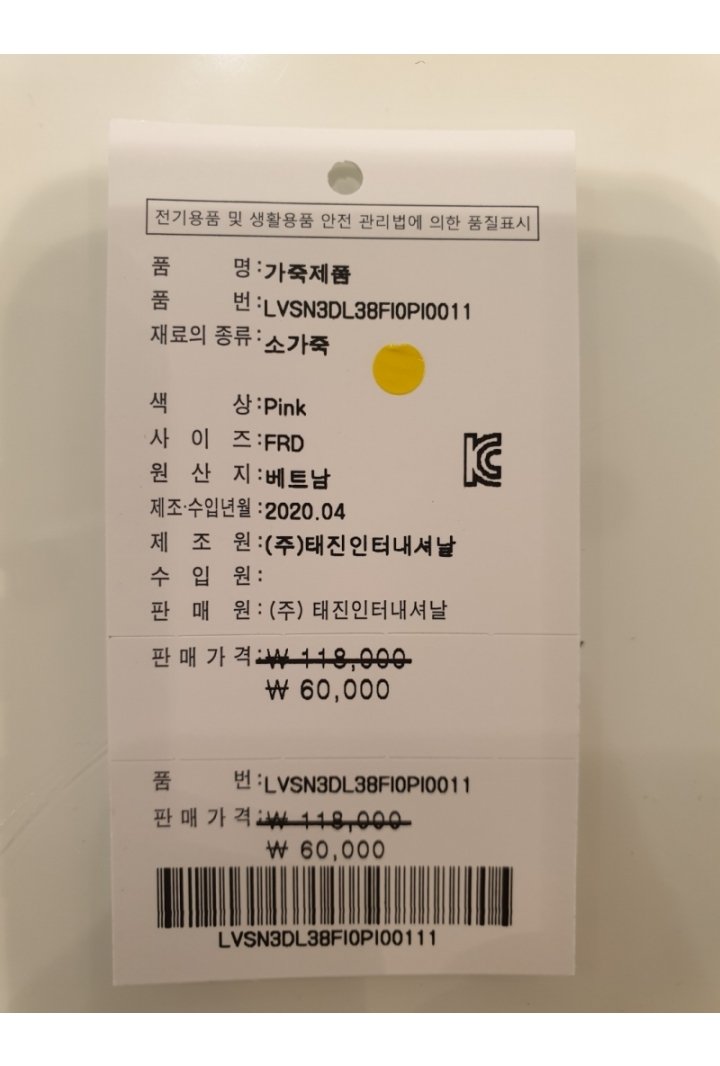 전기용품 및 생활용품 안전 관리법에 의한 품질표시
품 명 : 가죽제품
품 번 : LVSN3DL38FI0PI0011
재료의 종류 : 소가죽
색 상 : Pink
사 이 즈 : FRD
원 산 지 : 베트남
제조·수입년월 : 2020.04
제 조 원 : (주)태진인터내셔날
수 입 원 :
판 매 원 : (주) 태진인터내셔날
판 매 가 격 : ₩ 118,000
₩ 60,000
품 번 : LVSN3DL38FI0PI0011
판 매 가 격 : ₩ 118,000
₩ 60,000
LVSN3DL38FI0PI00111